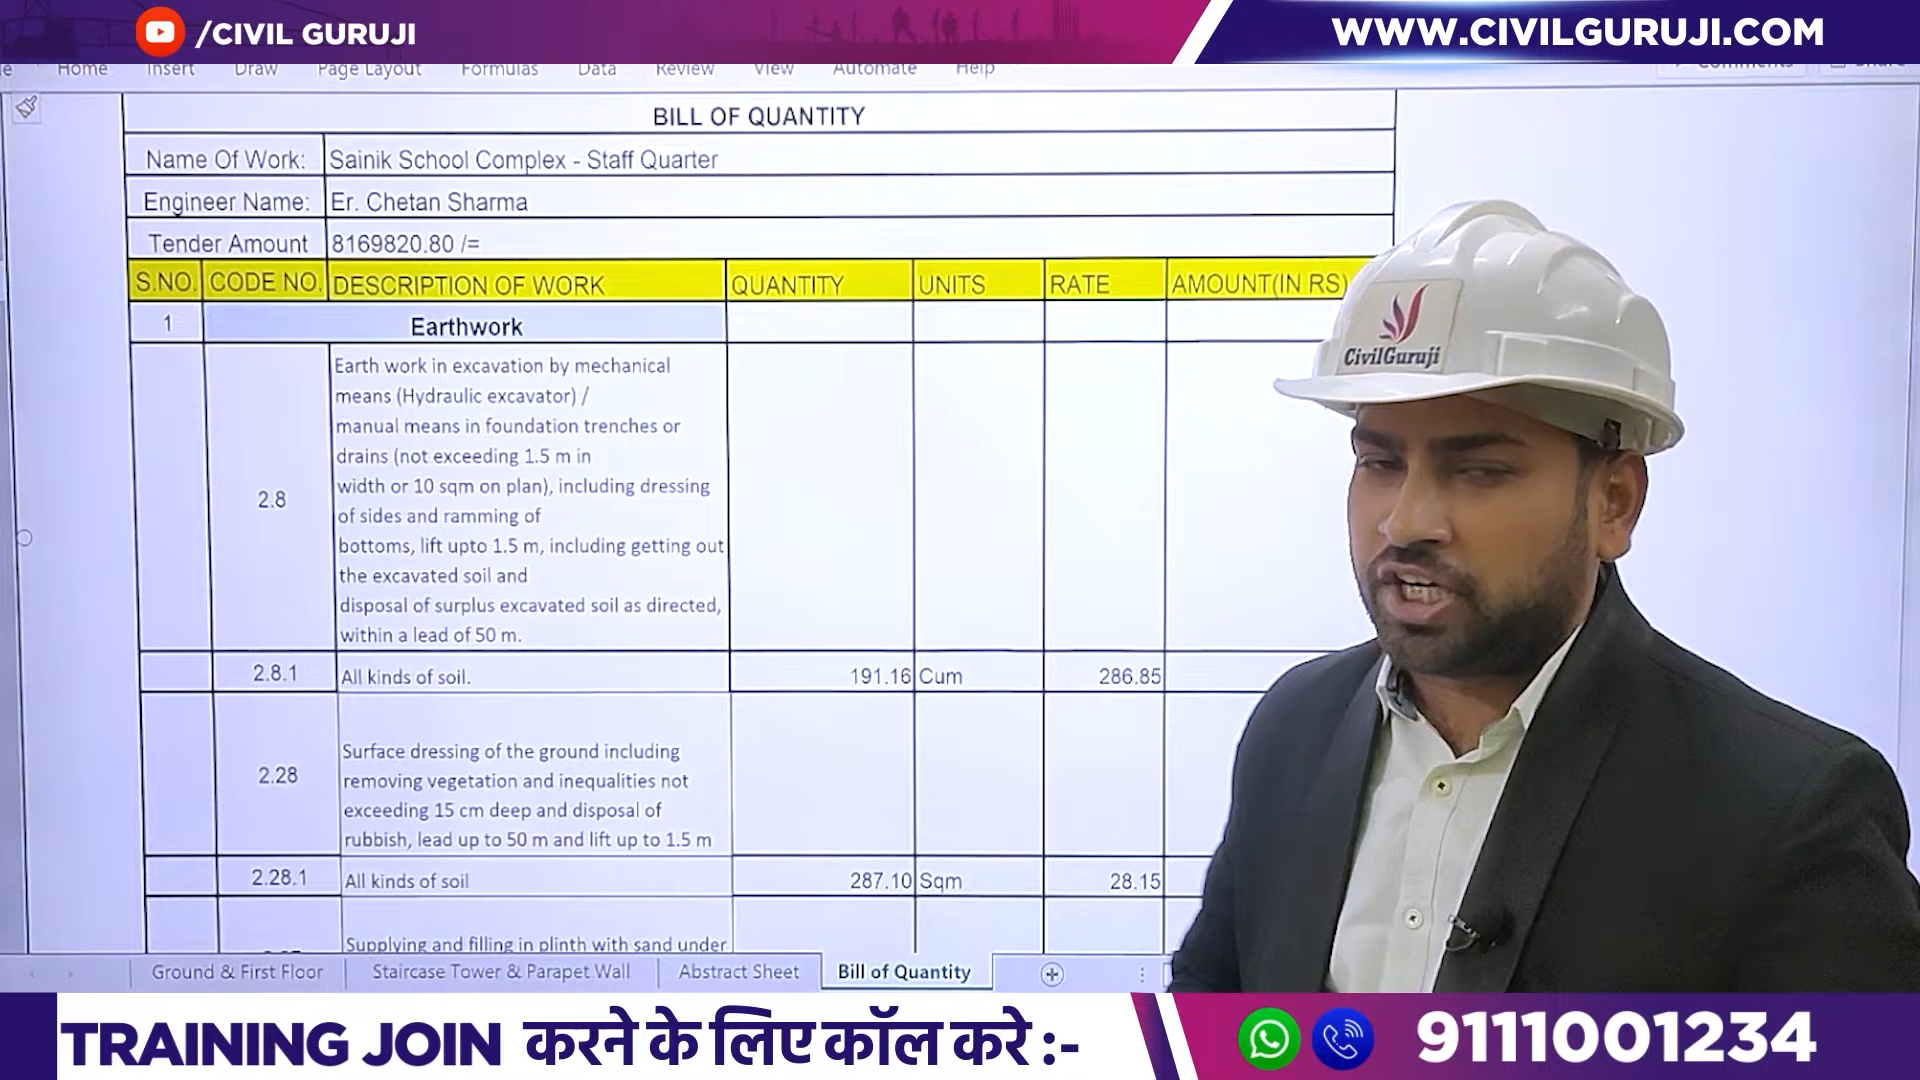 /CIVIL GURUJI
WWW.CIVILGURUJI.COM
Home Insert Draw Page Layout Formulas Data Review View Automate Help
Comments
BILL OF QUANTITY
Name Of Work: Sainik School Complex - Staff Quarter
Engineer Name: Er. Chetan Sharma
Tender Amount 8169820.80 /=
S.NO. CODE NO. DESCRIPTION OF WORK QUANTITY UNITS RATE AMOUNT(IN RS)
1 Earthwork
2.8
Earth work in excavation by mechanical
means (Hydraulic excavator) /
manual means in foundation trenches or
drains (not exceeding 1.5 m in
width or 10 sqm on plan), including dressing
of sides and ramming of
bottoms, lift upto 1.5 m, including getting out
the excavated soil and
disposal of surplus excavated soil as directed,
within a lead of 50 m.
2.8.1 All kinds of soil. 191.16 Cum 286.85
2.28
Surface dressing of the ground including
removing vegetation and inequalities not
exceeding 15 cm deep and disposal of
rubbish, lead up to 50 m and lift up to 1.5 m
2.28.1 All kinds of soil 287.10 Sqm 28.15
Supplying and filling in plinth with sand under
Ground & First Floor Staircase Tower & Parapet Wall Abstract Sheet Bill of Quantity
CivilGuruji
TRAINING JOIN करने के लिए कॉल करे :-
9111001234